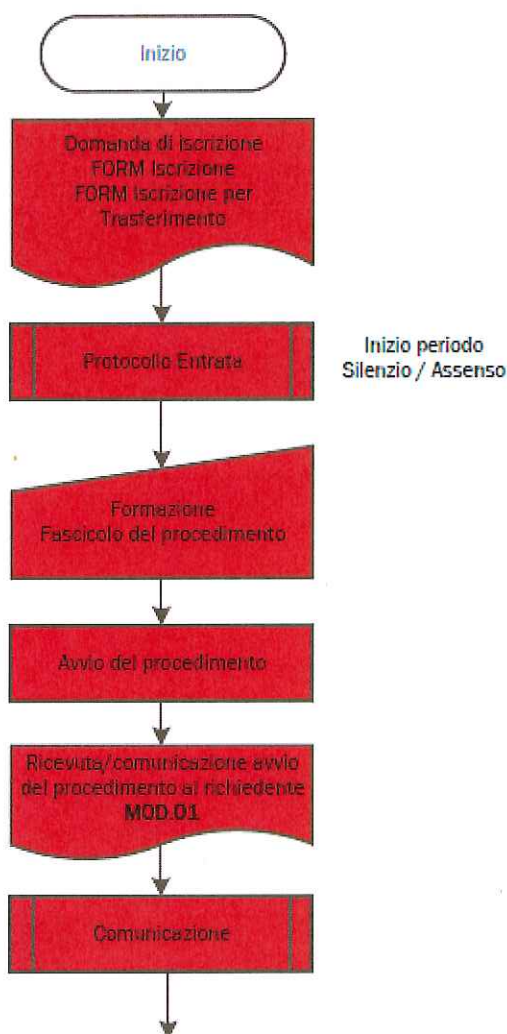 Inizio
Domanda di iscrizione
FORM Iscrizione
FORM Iscrizione per
Trasferimento
Protocollo Entrata
Inizio periodo
Silenzio / Assenso
Formazione
Fascicolo del procedimento
Avvio del procedimento
Ricevuta/comunicazione avvio
del procedimento al richiedente
MOD.01
Comunicazione